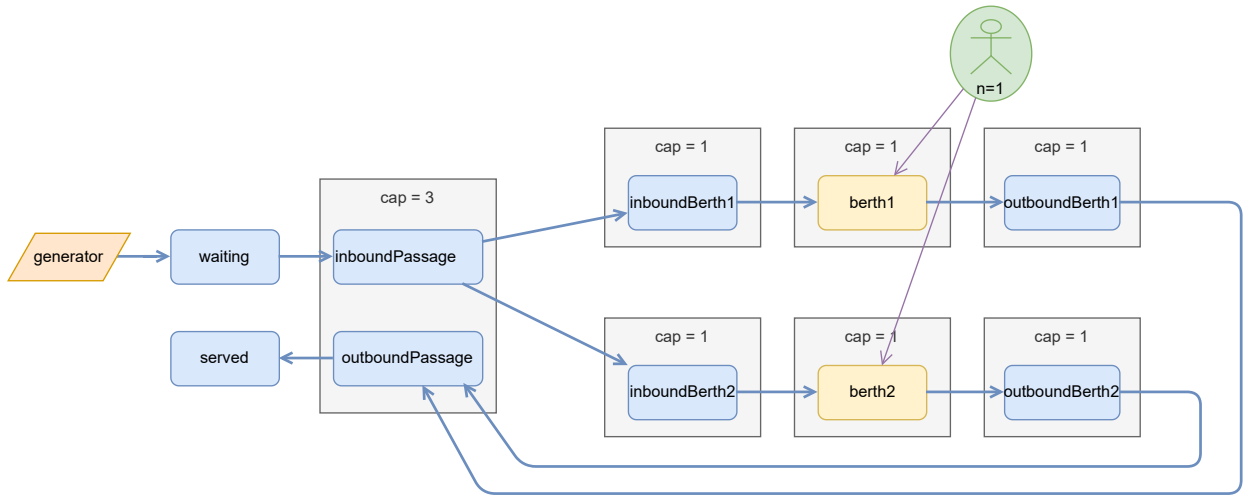 n=1
cap = 1
cap = 1
cap = 1
inboundBerth1
berth1
outboundBerth1
cap = 3
generator
waiting
inboundPassage
served
outboundPassage
cap = 1
cap = 1
cap = 1
inboundBerth2
berth2
outboundBerth2